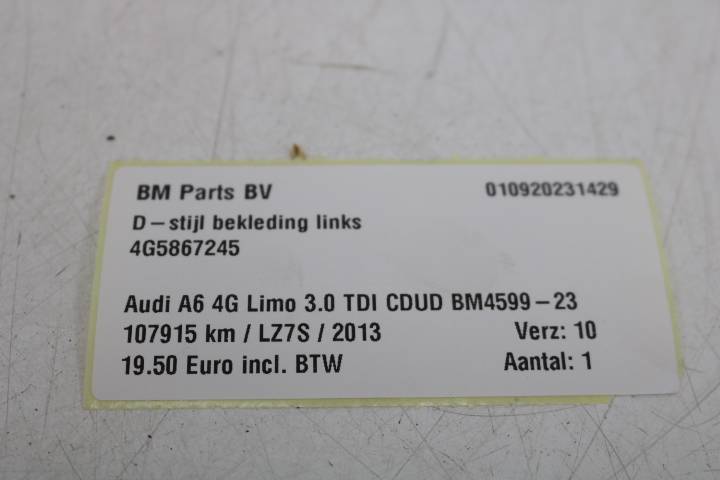 BM Parts BV 010920231429
D-stijl bekleding links
4G5867245
Audi A6 4G Limo 3.0 TDI CDUD BM4599-23
107915 km / LZ7S / 2013 Verz: 10
19.50 Euro incl. BTW Aantal: 1